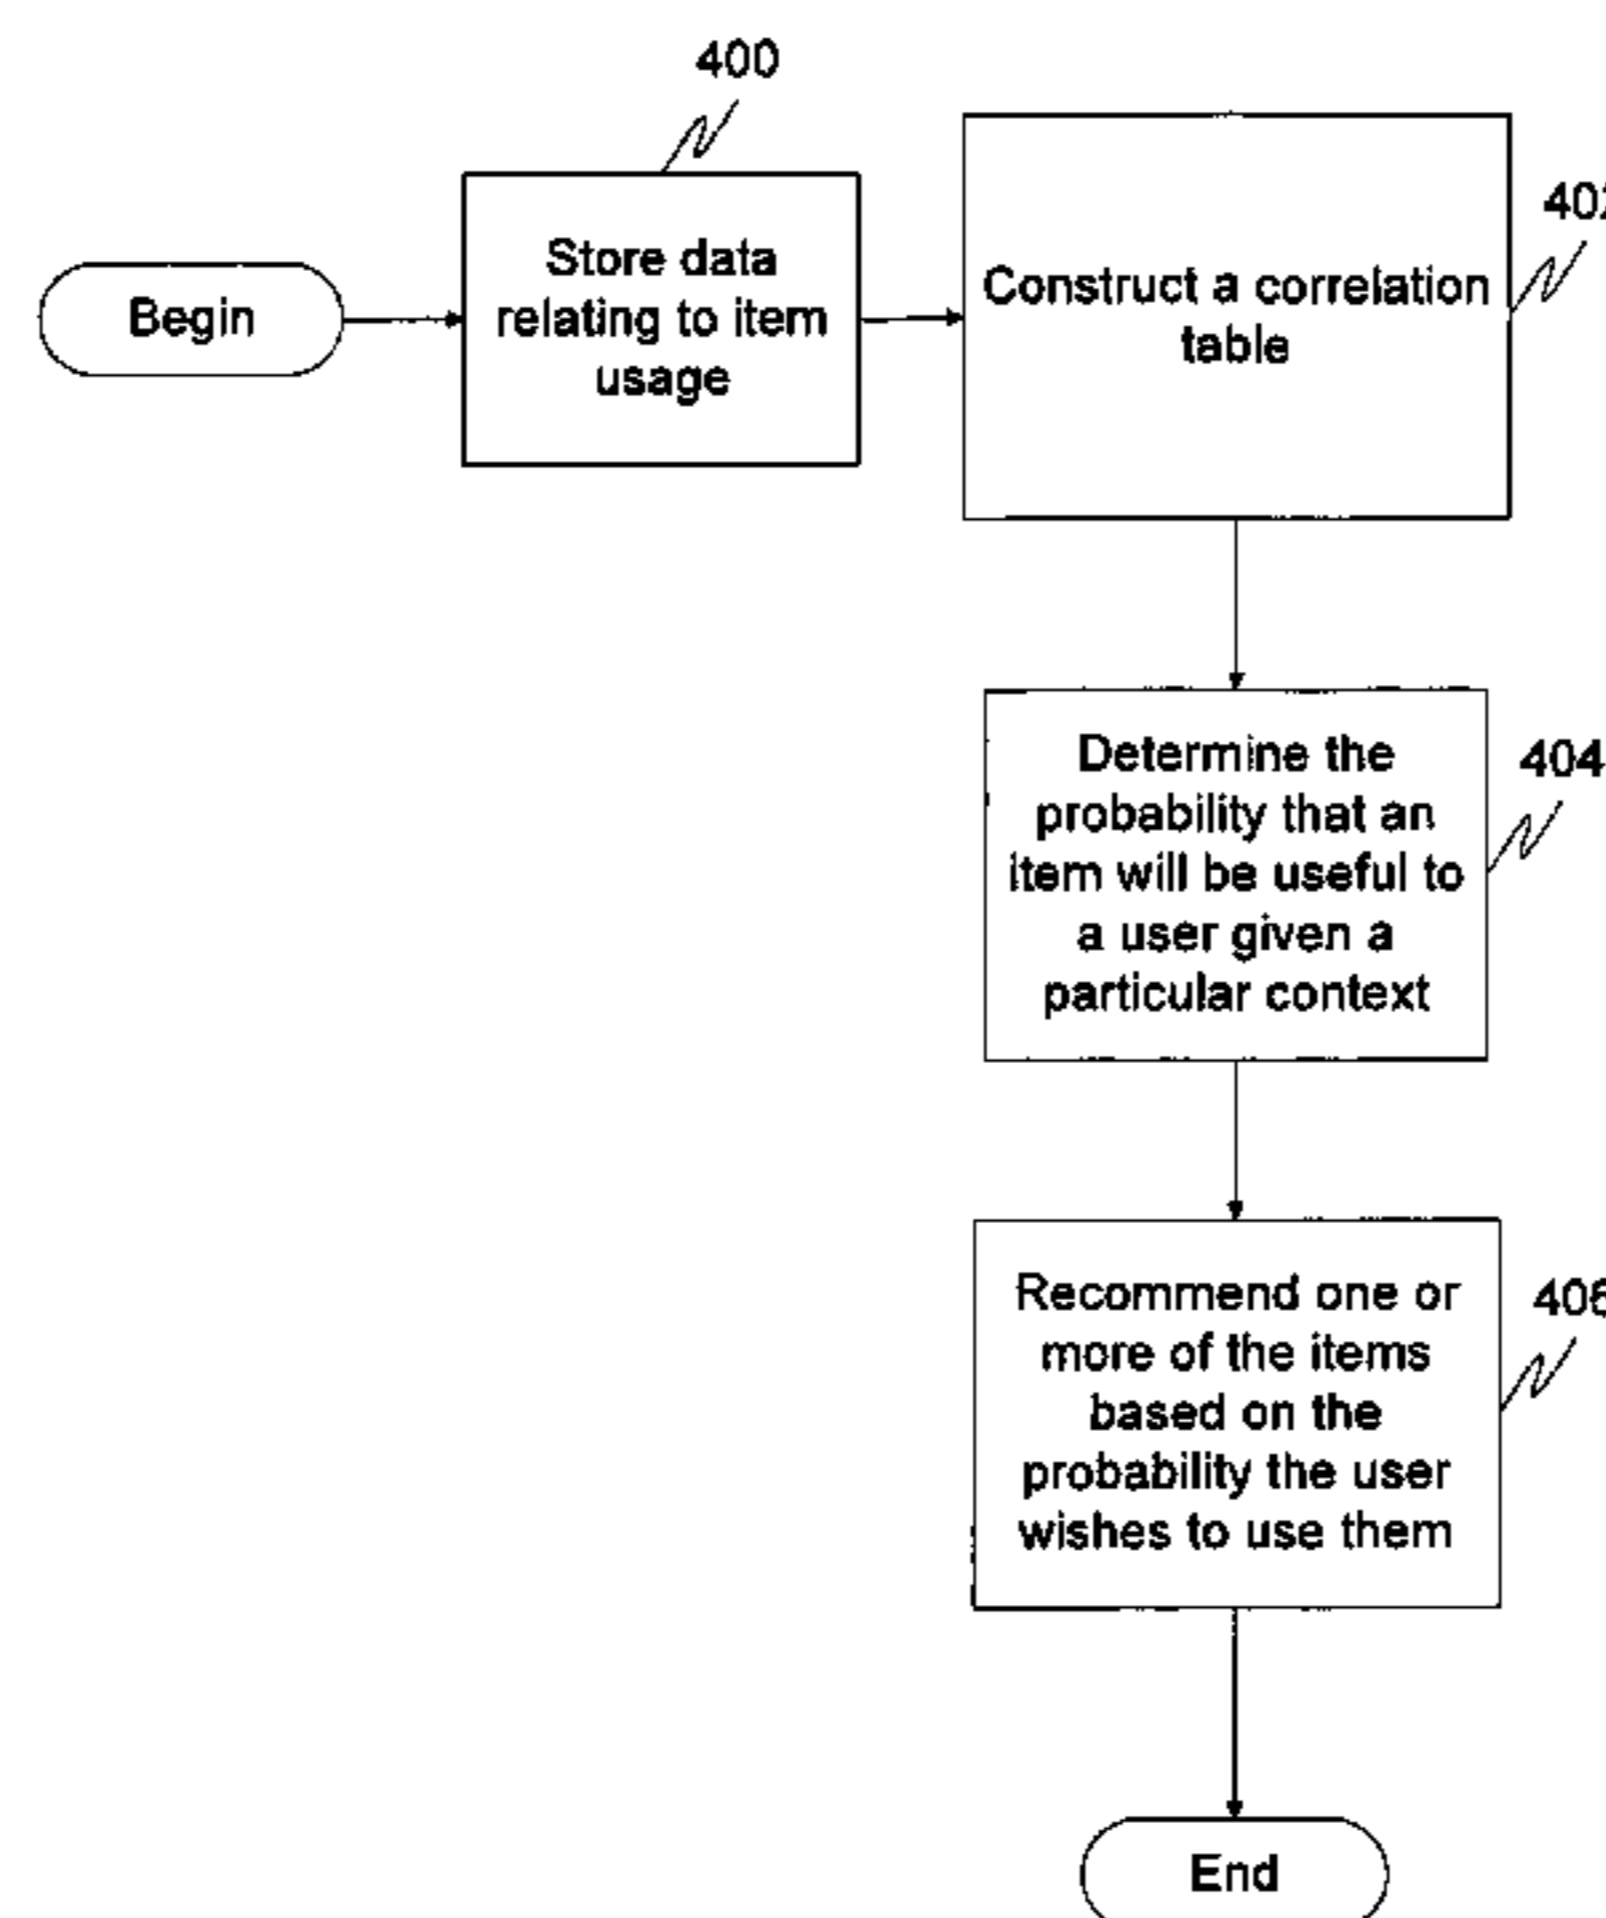 400
Begin
Store data
relating to item
usage
Construct a correlation
table
402
Determine the
probability that an
item will be useful to
a user given a
particular context
404
Recommend one or
more of the items
based on the
probability the user
wishes to use them
406
End